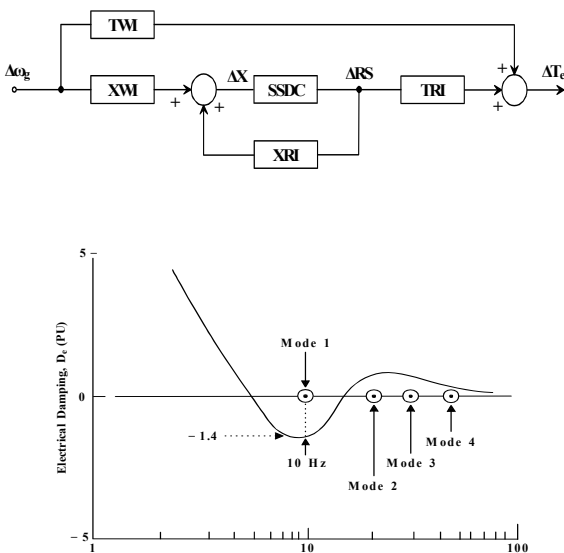 TWI
Δω_g
XWI
ΔX
SSDC
ΔRS
TRI
ΔT_e
+
+
+
+
XRI
5
Mode 1
Electrical Damping, D_e (PU)
0
− 1.4
10 Hz
Mode 4
Mode 3
Mode 2
− 5
1
10
100